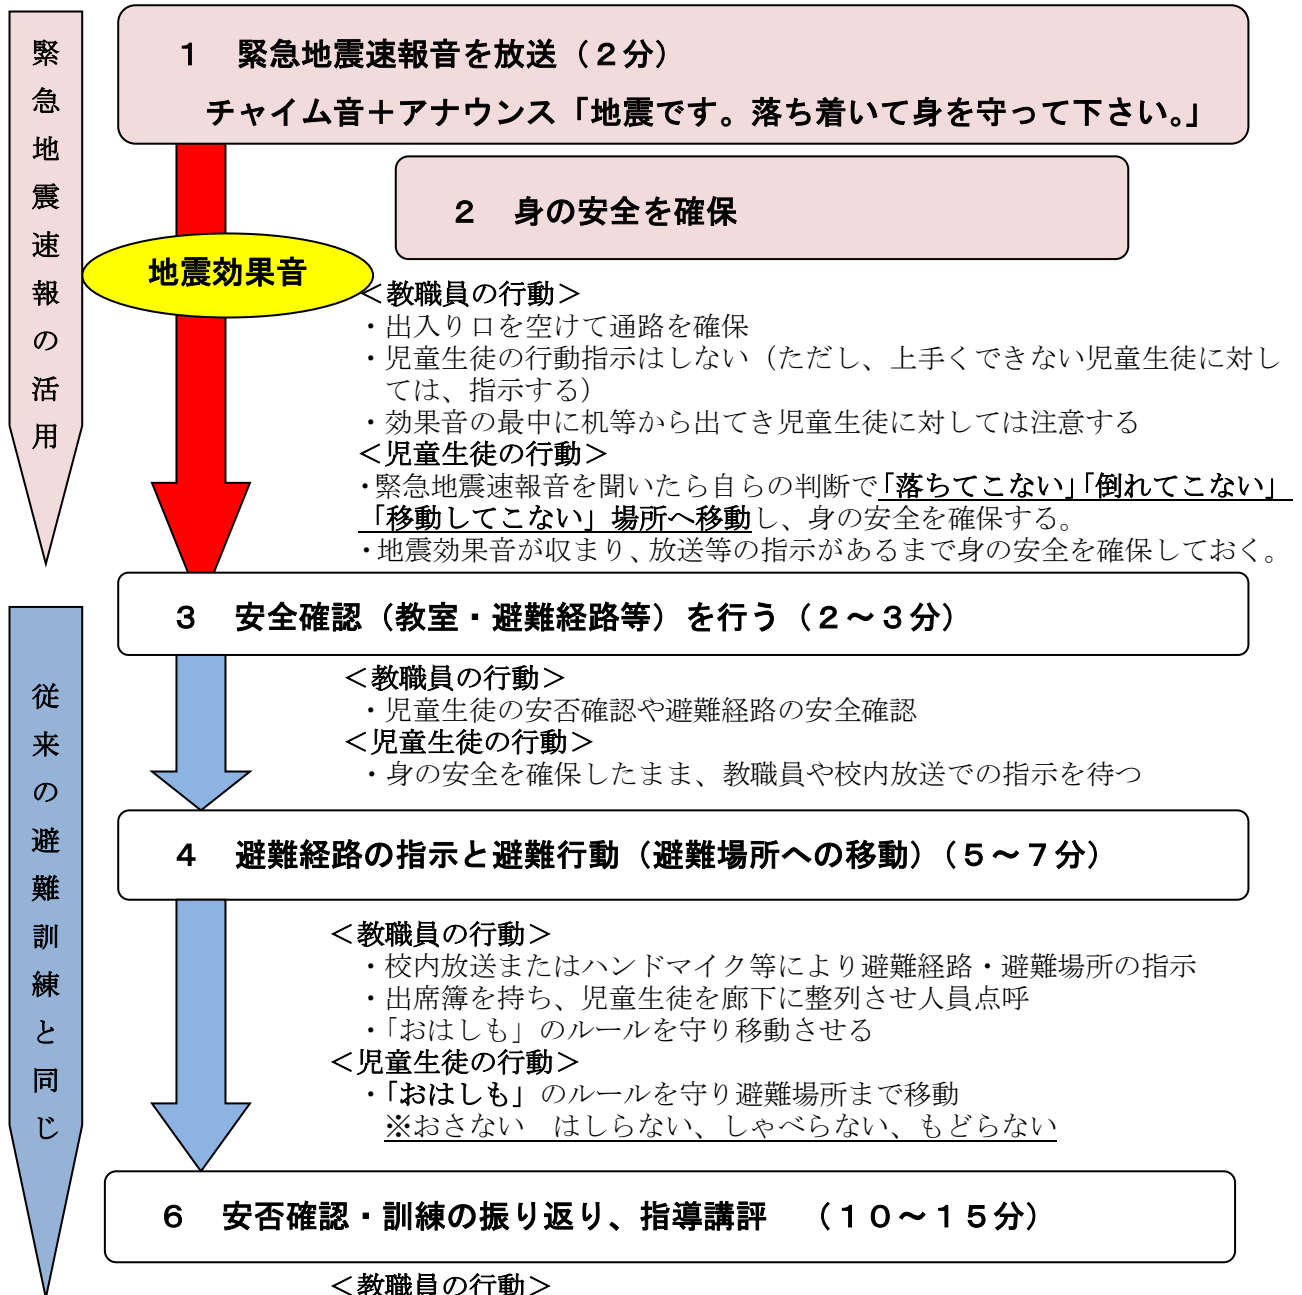 緊急地震速報の活用
１　緊急地震速報音を放送（２分）
チャイム音＋アナウンス「地震です。落ち着いて身を守って下さい。」
２　身の安全を確保
地震効果音
＜教職員の行動＞
・出入り口を空けて通路を確保
・児童生徒の行動指示はしない（ただし、上手くできない児童生徒に対し
ては、指示する）
・効果音の最中に机等から出てき児童生徒に対しては注意する
＜児童生徒の行動＞
・緊急地震速報音を聞いたら自らの判断で「落ちてこない」「倒れてこない」
「移動してこない」場所へ移動し、身の安全を確保する。
・地震効果音が収まり、放送等の指示があるまで身の安全を確保しておく。
従来の避難訓練と同じ
３　安全確認（教室・避難経路等）を行う（２～３分）
＜教職員の行動＞
・児童生徒の安否確認や避難経路の安全確認
＜児童生徒の行動＞
・身の安全を確保したまま、教職員や校内放送での指示を待つ
４　避難経路の指示と避難行動（避難場所への移動）（５～７分）
＜教職員の行動＞
・校内放送またはハンドマイク等により避難経路・避難場所の指示
・出席簿を持ち、児童生徒を廊下に整列させ人員点呼
・「おはしも」のルールを守り移動させる
＜児童生徒の行動＞
・「おはしも」のルールを守り避難場所まで移動
※おさない　はしらない、しゃべらない、もどらない
６　安否確認・訓練の振り返り、指導講評　（１０～１５分）
＜教職員の行動＞